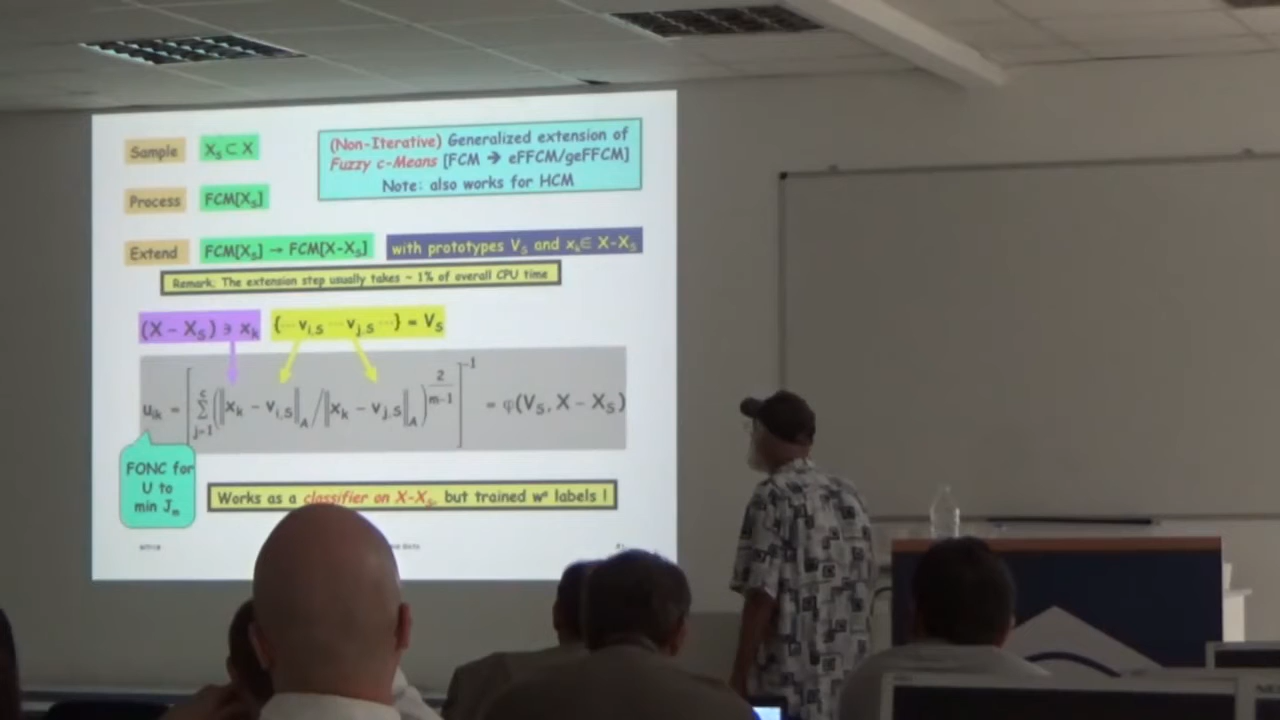 Sample
X_S ⊂ X
(Non-Iterative) Generalized extension of
Fuzzy c-Means [FCM → eFFCM/geFFCM]
Note: also works for HCM
Process
FCM[X_S]
Extend
FCM[X_S] → FCM[X-X_S]
with prototypes V_S and x_k ∈ X-X_S
Remark: The extension step usually takes ~ 1% of overall CPU time
(X - X_S) ∋ x_k
{··· v_i,S ··· v_j,S ···} = V_S
u_ik = [ Σ_{j=1}^{c} ( ||x_k - v_i,S||_A / ||x_k - v_j,S||_A )^{2/(m-1)} ]^{-1} = φ(V_S, X - X_S)
FONC for
U to
min J_m
Works as a classifier on X-X_S, but trained wº labels !